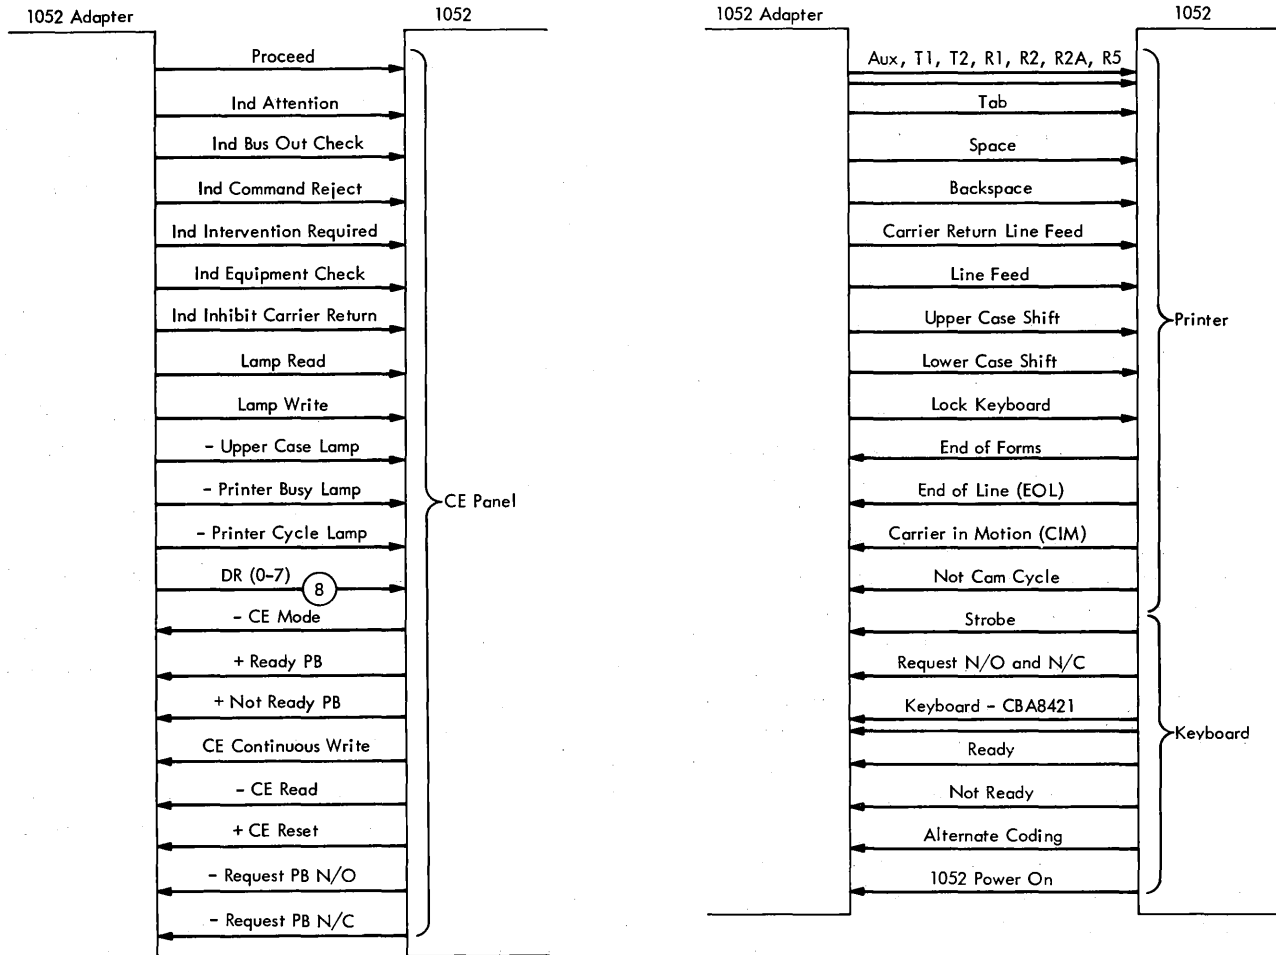 1052 Adapter
1052
Proceed
Ind Attention
Ind Bus Out Check
Ind Command Reject
Ind Intervention Required
Ind Equipment Check
Ind Inhibit Carrier Return
Lamp Read
Lamp Write
- Upper Case Lamp
- Printer Busy Lamp
- Printer Cycle Lamp
DR (0-7)
8
- CE Mode
+ Ready PB
+ Not Ready PB
CE Continuous Write
- CE Read
+ CE Reset
- Request PB N/O
- Request PB N/C
CE Panel
1052 Adapter
1052
Aux, T1, T2, R1, R2, R2A, R5
Tab
Space
Backspace
Carrier Return Line Feed
Line Feed
Upper Case Shift
Lower Case Shift
Lock Keyboard
End of Forms
End of Line (EOL)
Carrier in Motion (CIM)
Not Cam Cycle
Printer
Strobe
Request N/O and N/C
Keyboard - CBA8421
Ready
Not Ready
Alternate Coding
1052 Power On
Keyboard